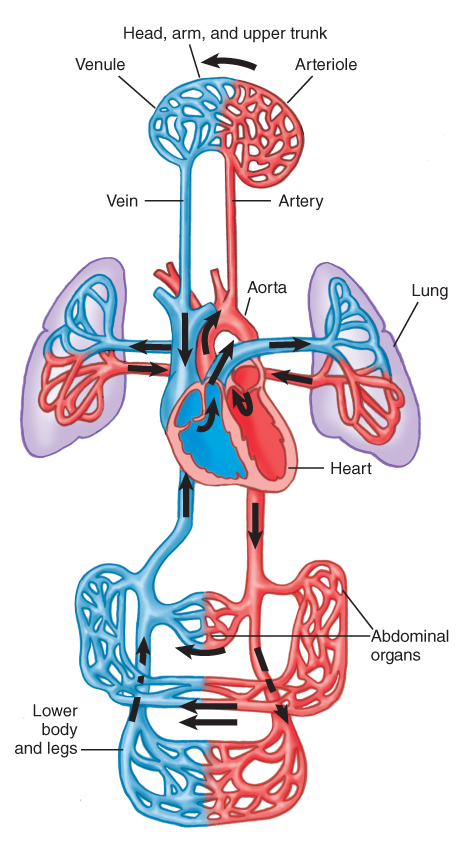 Head, arm, and upper trunk
Venule
Arteriole
Vein
Artery
Aorta
Lung
Heart
Abdominal
organs
Lower
body
and legs